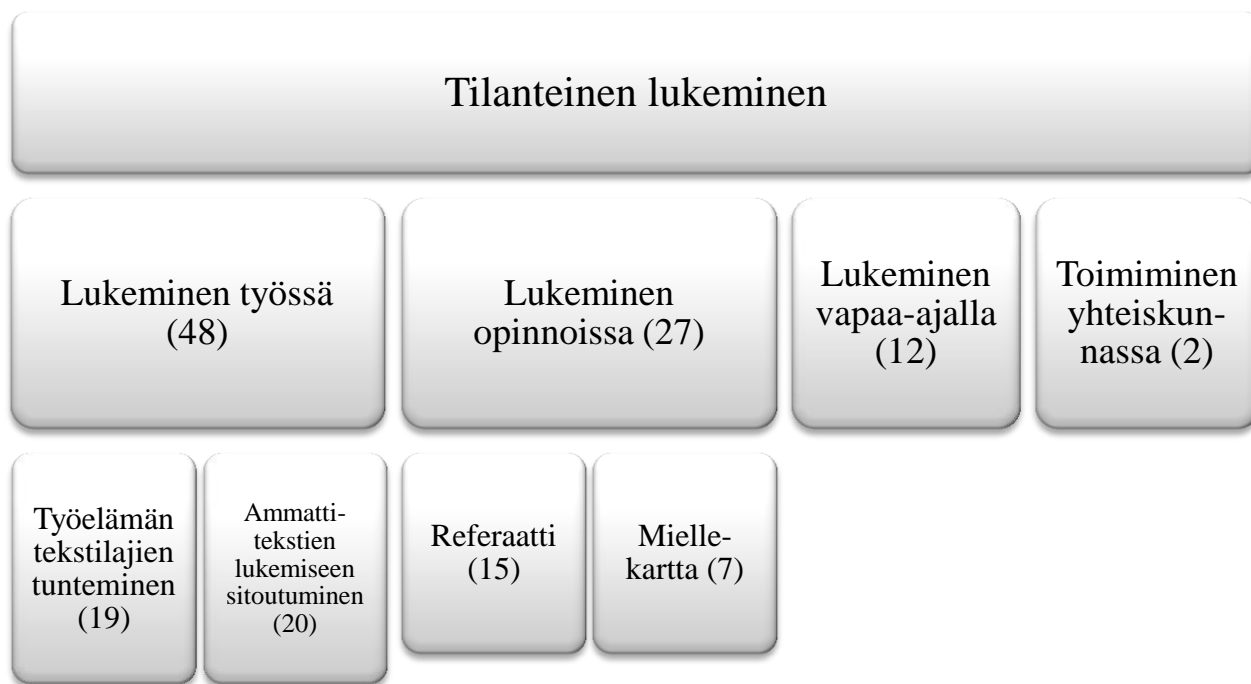 Tilanteinen lukeminen
Lukeminen työssä
(48)
Lukeminen
opinnoissa (27)
Lukeminen
vapaa-ajalla
(12)
Toimiminen
yhteiskun-
nassa (2)
Työelämän
tekstilajien
tunteminen
(19)
Ammatti-
tekstien
lukemiseen
sitoutuminen
(20)
Referaatti
(15)
Mielle-
kartta (7)